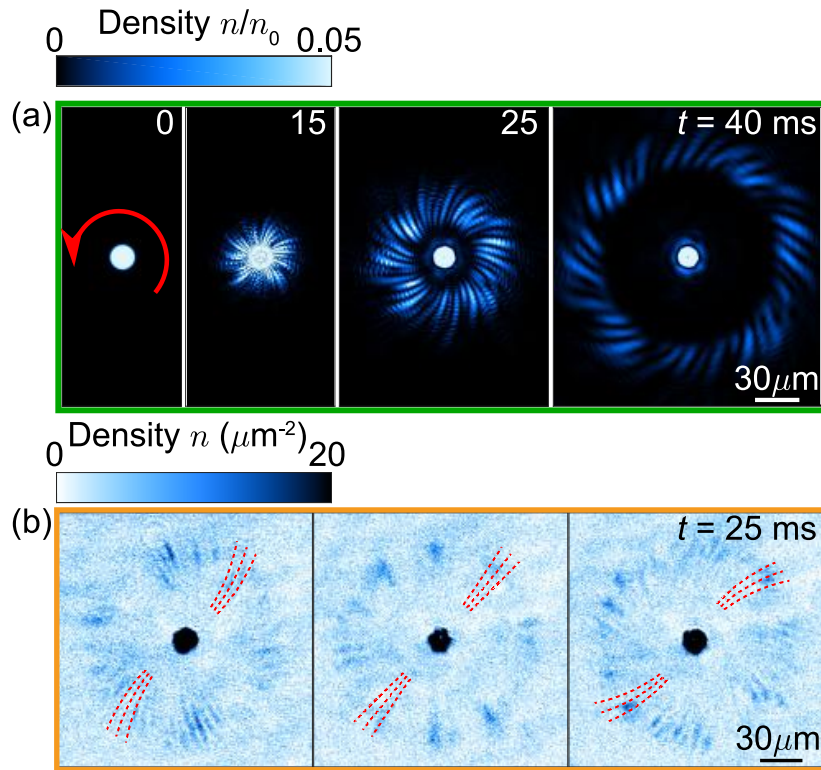 Density n/n₀
0 0.05
(a)
0 15 25 t = 40 ms
30μm
Density n (μm⁻²)
0 20
(b)
t = 25 ms
30μm